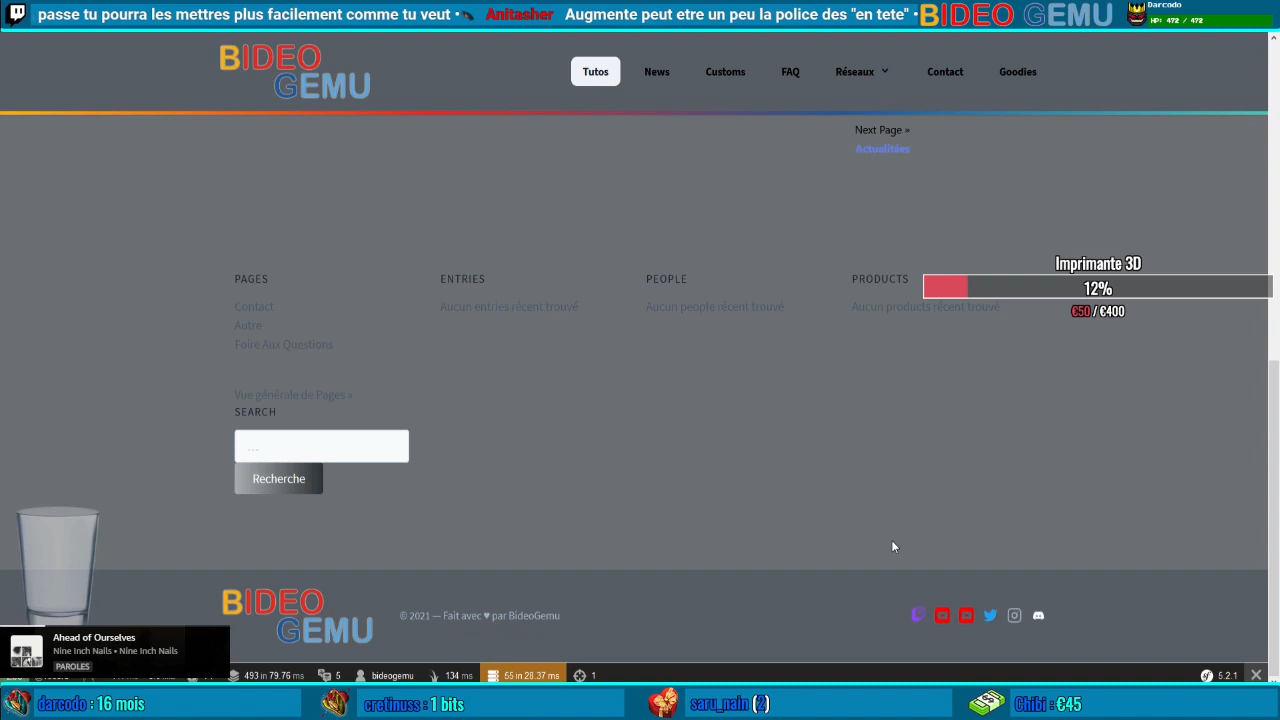 passe tu pourra les mettres plus facilement comme tu veut • Anitasher Augmente peut etre un peu la police des "en tete" • BIDEO GEMU
Darcodo
HP: 472 / 472
BIDEO
GEMU
Tutos News Customs FAQ Réseaux Contact Goodies
Next Page »
Actualitées
Imprimante 3D
12%
€50 / €400
PAGES
Contact
Autre
Foire Aux Questions
Vue générale de Pages »
ENTRIES
Aucun entries récent trouvé
PEOPLE
Aucun people récent trouvé
PRODUCTS
Aucun products récent trouvé
SEARCH
...
Recherche
BIDEO
GEMU
© 2021 — Fait avec ♥ par BideoGemu
Ahead of Ourselves
Nine Inch Nails • Nine Inch Nails
PAROLES
493 in 79.76 ms 5 bideogemu 134 ms 55 in 28.37 ms 1 5.2.1
darcodo : 16 mois cretinuss : 1 bits saru_nain (2) Chibi : €45